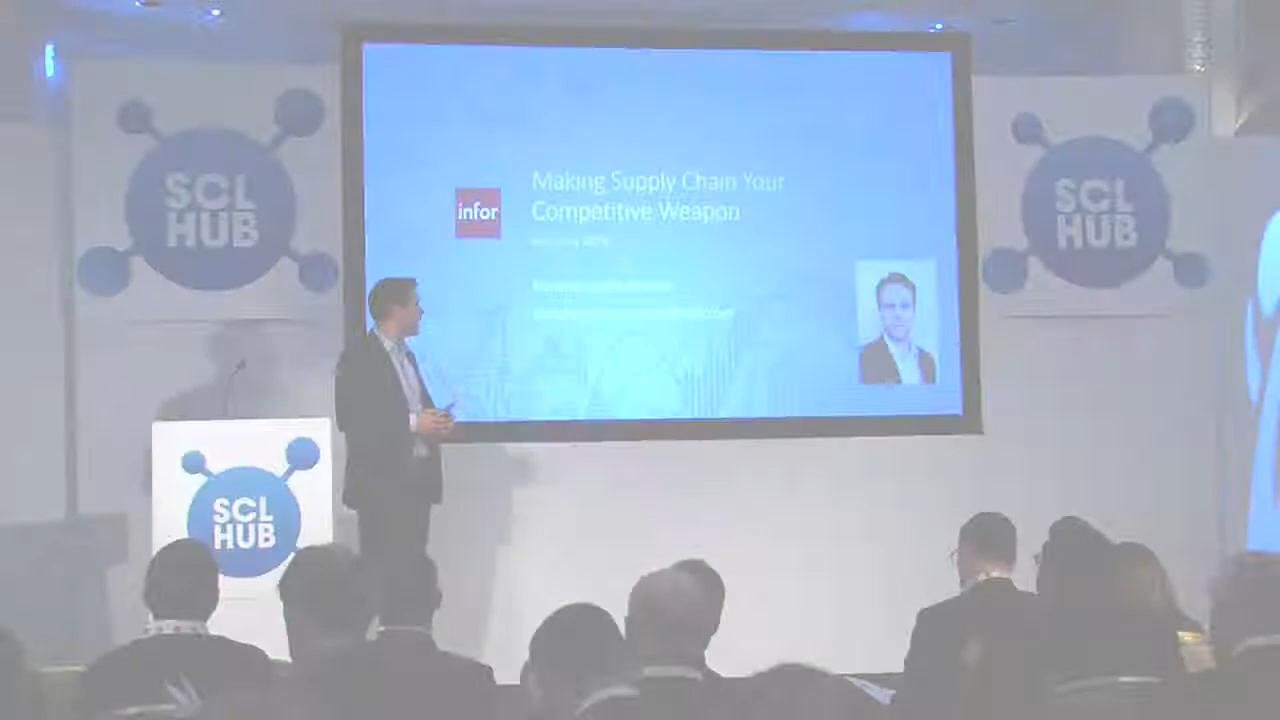 SCL
HUB
infor
Making Supply Chain Your
Competitive Weapon
SCL
HUB
SCL
HUB